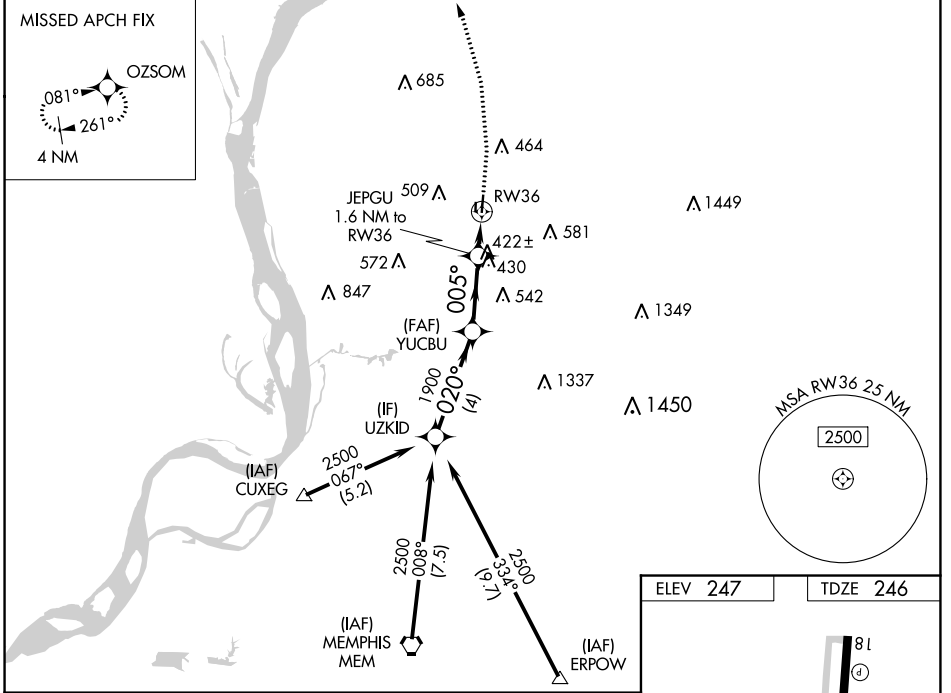 MISSED APCH FIX
OZSOM
081°
261°
4 NM
685
464
509
RW36
JEPGU
1.6 NM to
RW36
1449
581
422±
430
572
847
542
005°
1349
(FAF)
YUCBU
1900
020°
(4)
1337
1450
(IF)
UZKID
MSA RW36 25 NM
2500
(IAF)
CUXEG
2500
067°
(5.2)
2500
008°
(7.5)
2500
334°
(9.7)
(IAF)
MEMPHIS
MEM
(IAF)
ERPOW
ELEV 247
TDZE 246
18
P